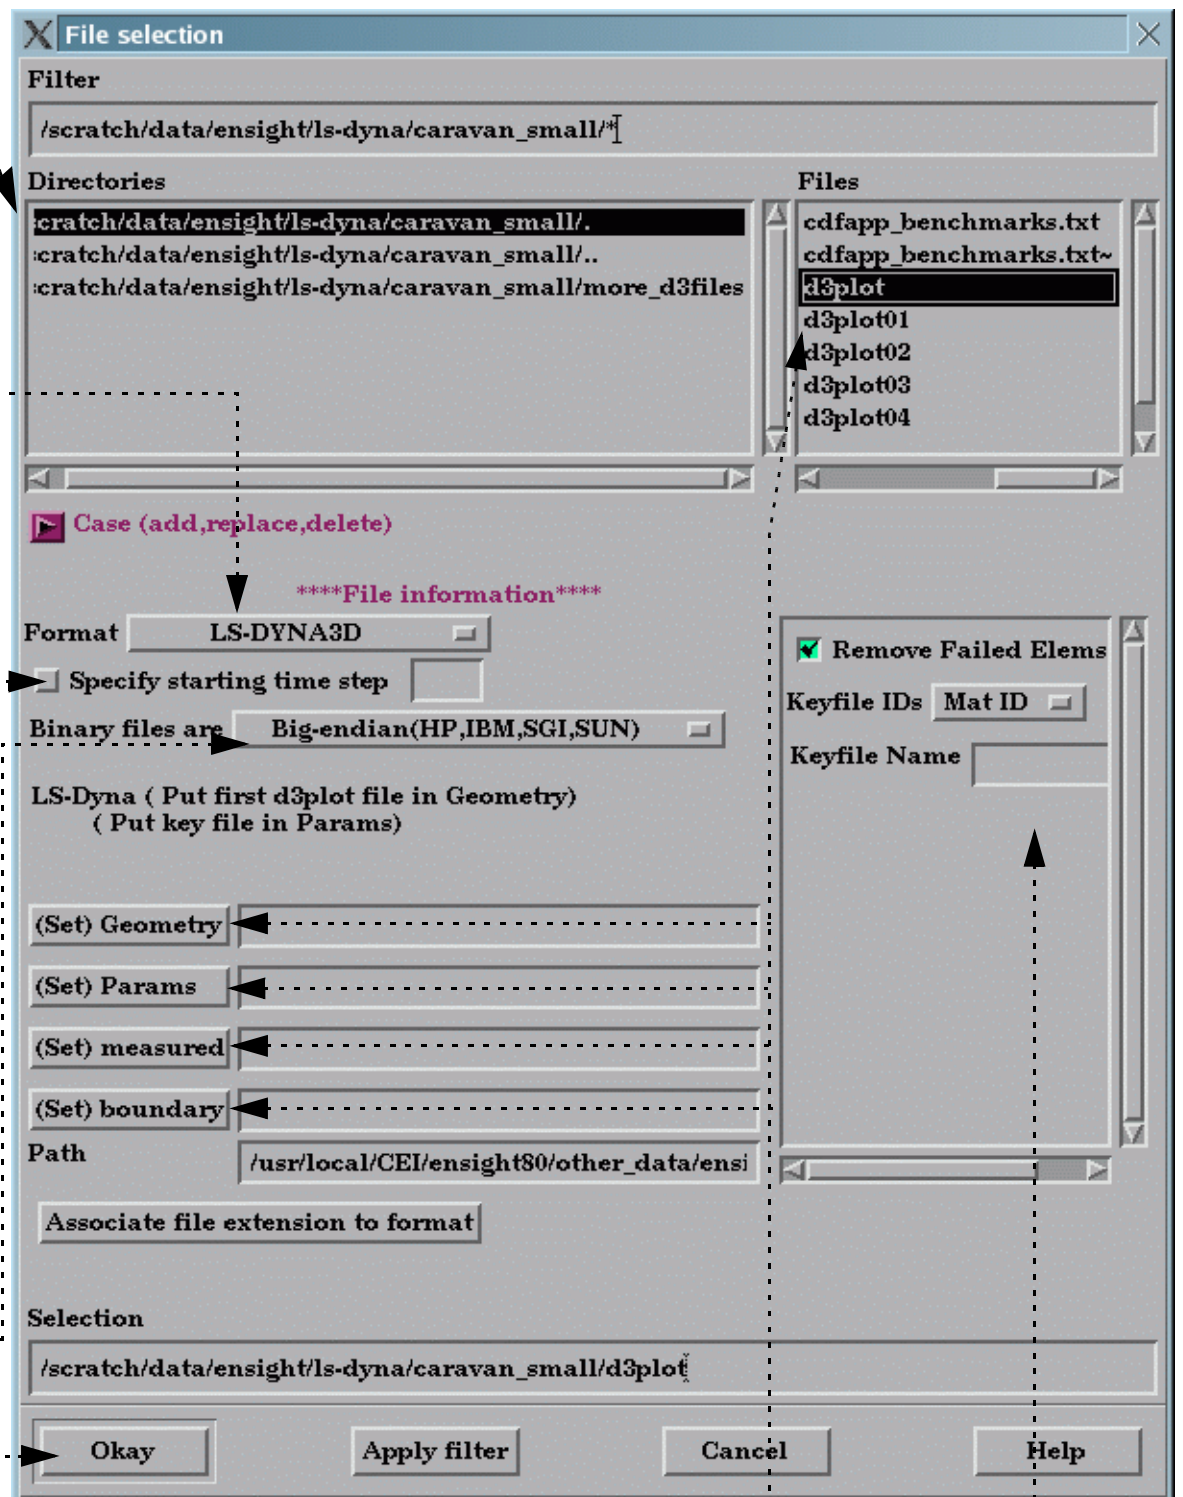 File selection
Filter
/scratch/data/ensight/ls-dyna/caravan_small/*
Directories
cratch/data/ensight/ls-dyna/caravan_small/.
cratch/data/ensight/ls-dyna/caravan_small/..
cratch/data/ensight/ls-dyna/caravan_small/more_d3files
Files
cdfapp_benchmarks.txt
cdfapp_benchmarks.txt~
d3plot
d3plot01
d3plot02
d3plot03
d3plot04
Case (add,replace,delete)
****File information****
Format LS-DYNA3D
Specify starting time step
Binary files are Big-endian(HP,IBM,SGI,SUN)
LS-Dyna ( Put first d3plot file in Geometry)
( Put key file in Params)
Remove Failed Elems
Keyfile IDs Mat ID
Keyfile Name
(Set) Geometry
(Set) Params
(Set) measured
(Set) boundary
Path /usr/local/CEI/ensight80/other_data/ensi
Associate file extension to format
Selection
/scratch/data/ensight/ls-dyna/caravan_small/d3plot
Okay Apply filter Cancel Help